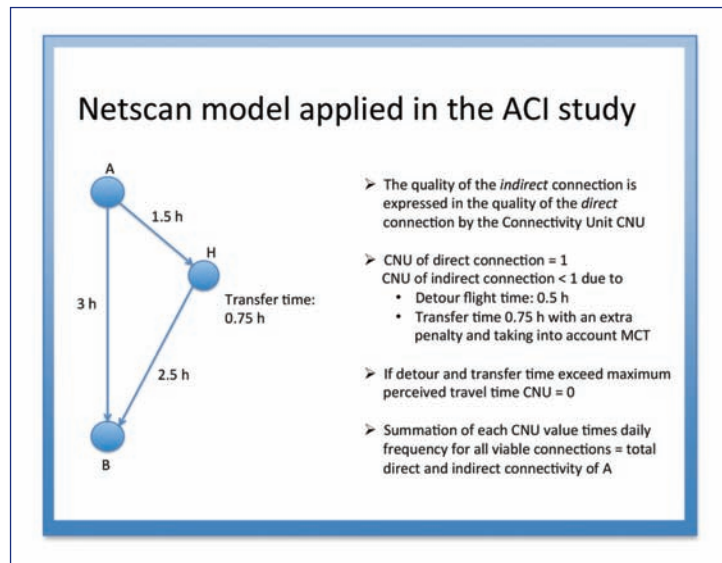 Netscan model applied in the ACI study
A
1.5 h
H
3 h
Transfer time:
0.75 h
2.5 h
B
➢ The quality of the indirect connection is
expressed in the quality of the direct
connection by the Connectivity Unit CNU
➢ CNU of direct connection = 1
CNU of indirect connection < 1 due to
• Detour flight time: 0.5 h
• Transfer time 0.75 h with an extra
penalty and taking into account MCT
➢ If detour and transfer time exceed maximum
perceived travel time CNU = 0
➢ Summation of each CNU value times daily
frequency for all viable connections = total
direct and indirect connectivity of A